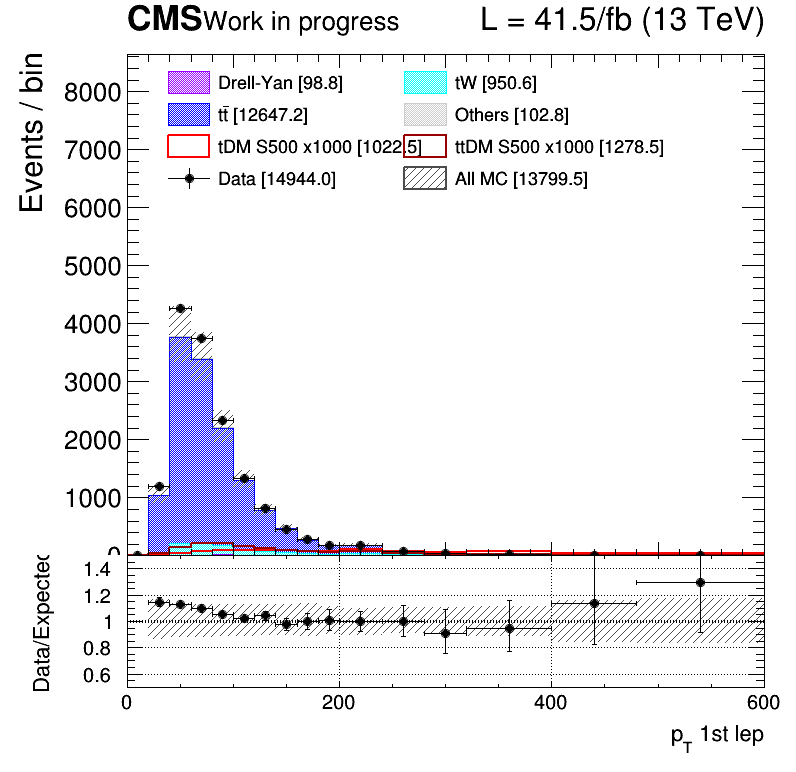 CMS Work in progress L = 41.5/fb (13 TeV)
Events / bin
8000
7000
6000
5000
4000
3000
2000
1000
0
Drell-Yan [98.8] tW [950.6]
tt̄ [12647.2] Others [102.8]
tDM S500 x1000 [1022.5] ttDM S500 x1000 [1278.5]
Data [14944.0] All MC [13799.5]
Data/Expected
1.4
1.2
1
0.8
0.6
0 200 400 600
p_T 1st lep